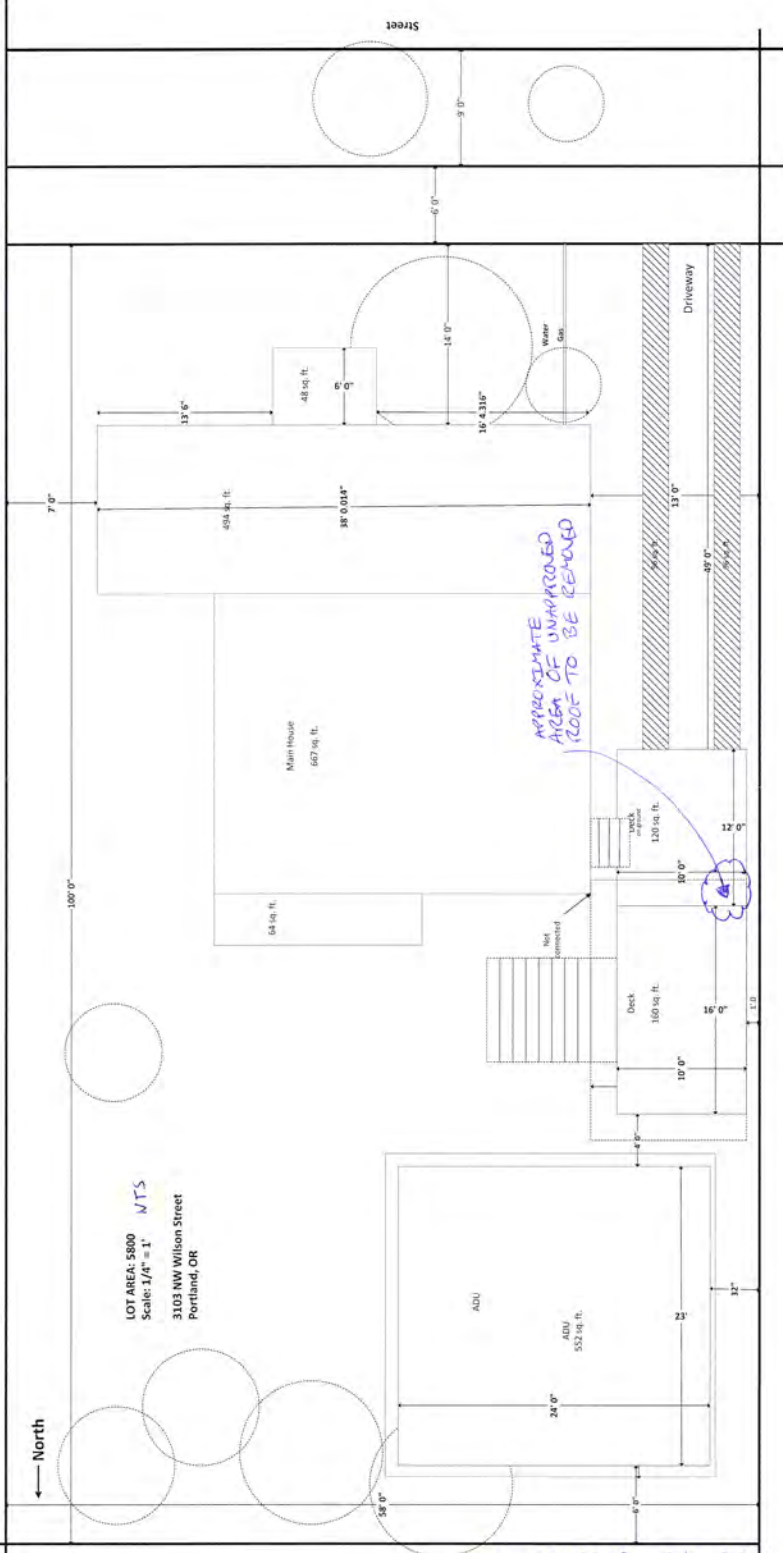 Street
9' 0"
6' 0"
14' 0"
Water
Gas
Driveway
48 sq. ft.
6' 0"
13' 6"
16' 4.316"
7' 0"
494 sq. ft.
38' 0.014"
13' 0"
49' 0"
APPROXIMATE
AREA OF UNAPPROVED
ROOF TO BE REMOVED
Main House
667 sq. ft.
100' 0"
64 sq. ft.
Deck
on ground
120 sq. ft.
12' 0"
10' 0"
Not
connected
Deck
160 sq. ft.
16' 0"
10' 0"
4' 0"
LOT AREA: 5800
Scale: 1/4" = 1' NTS
3103 NW Wilson Street
Portland, OR
ADU
ADU
552 sq. ft.
23'
24' 0"
32"
North
58' 0"
6' 0"